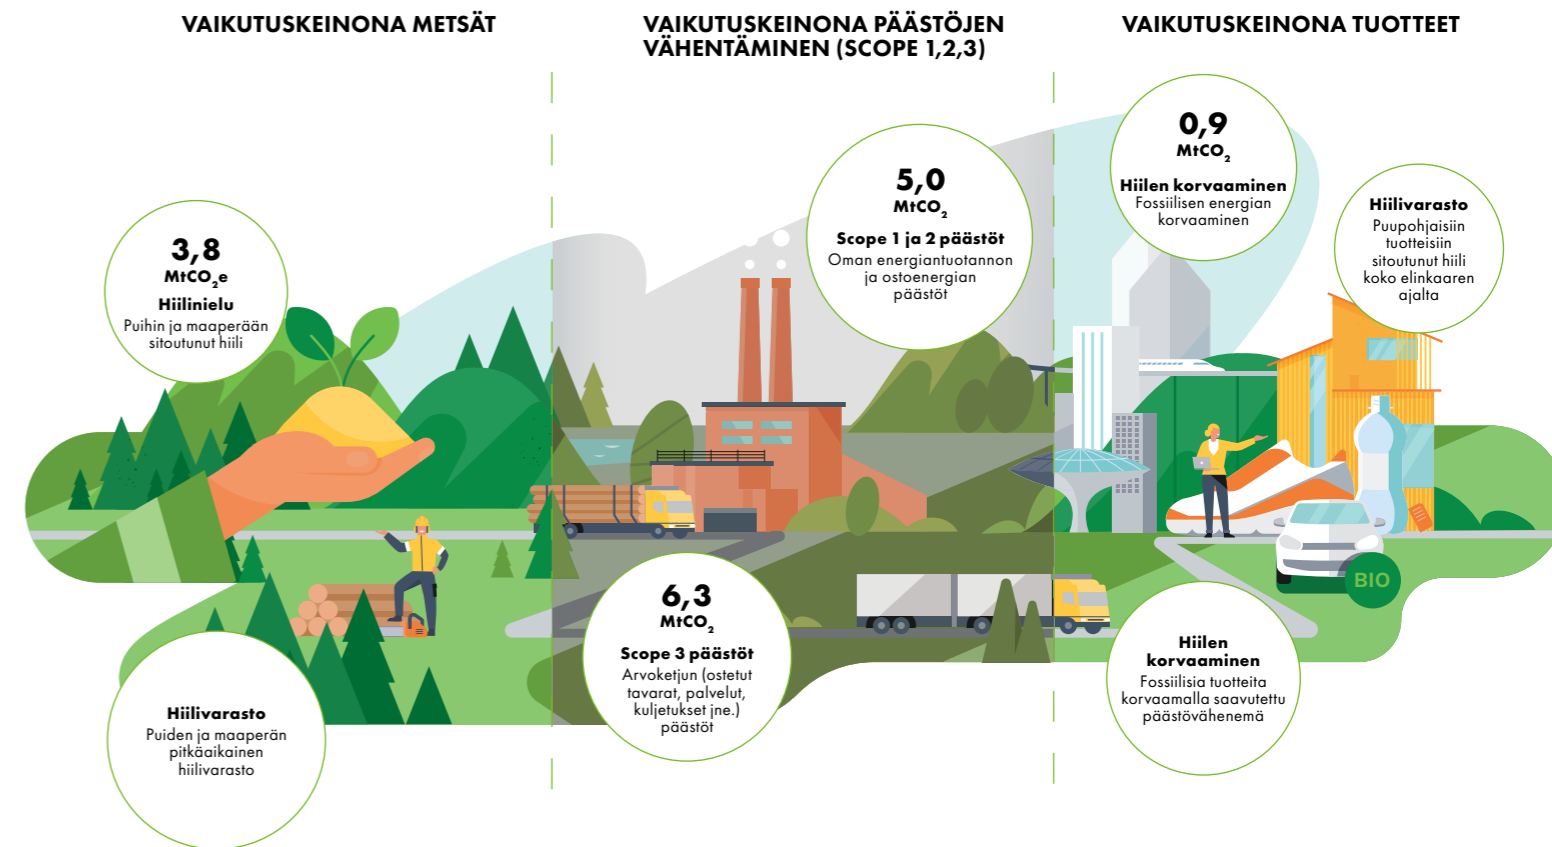 VAIKUTUSKEINONA METSÄT
3,8
MtCO₂e
Hiilinielu
Puihin ja maaperään
sitoutunut hiili
Hiilivarasto
Puiden ja maaperän
pitkäaikainen
hiilivarasto
VAIKUTUSKEINONA PÄÄSTÖJEN
VÄHENTÄMINEN (SCOPE 1,2,3)
5,0
MtCO₂
Scope 1 ja 2 päästöt
Oman energiantuotannon
ja ostoenergian
päästöt
6,3
MtCO₂
Scope 3 päästöt
Arvoketjun (ostetut
tavarat, palvelut,
kuljetukset jne.)
päästöt
VAIKUTUSKEINONA TUOTTEET
0,9
MtCO₂
Hiilen korvaaminen
Fossiilisen energian
korvaaminen
Hiilivarasto
Puupohjaisiin
tuotteisiin
sitoutunut hiili
koko elinkaaren
ajalta
BIO
Hiilen
korvaaminen
Fossiilisia tuotteita
korvaamalla saavutettu
päästövähenemä